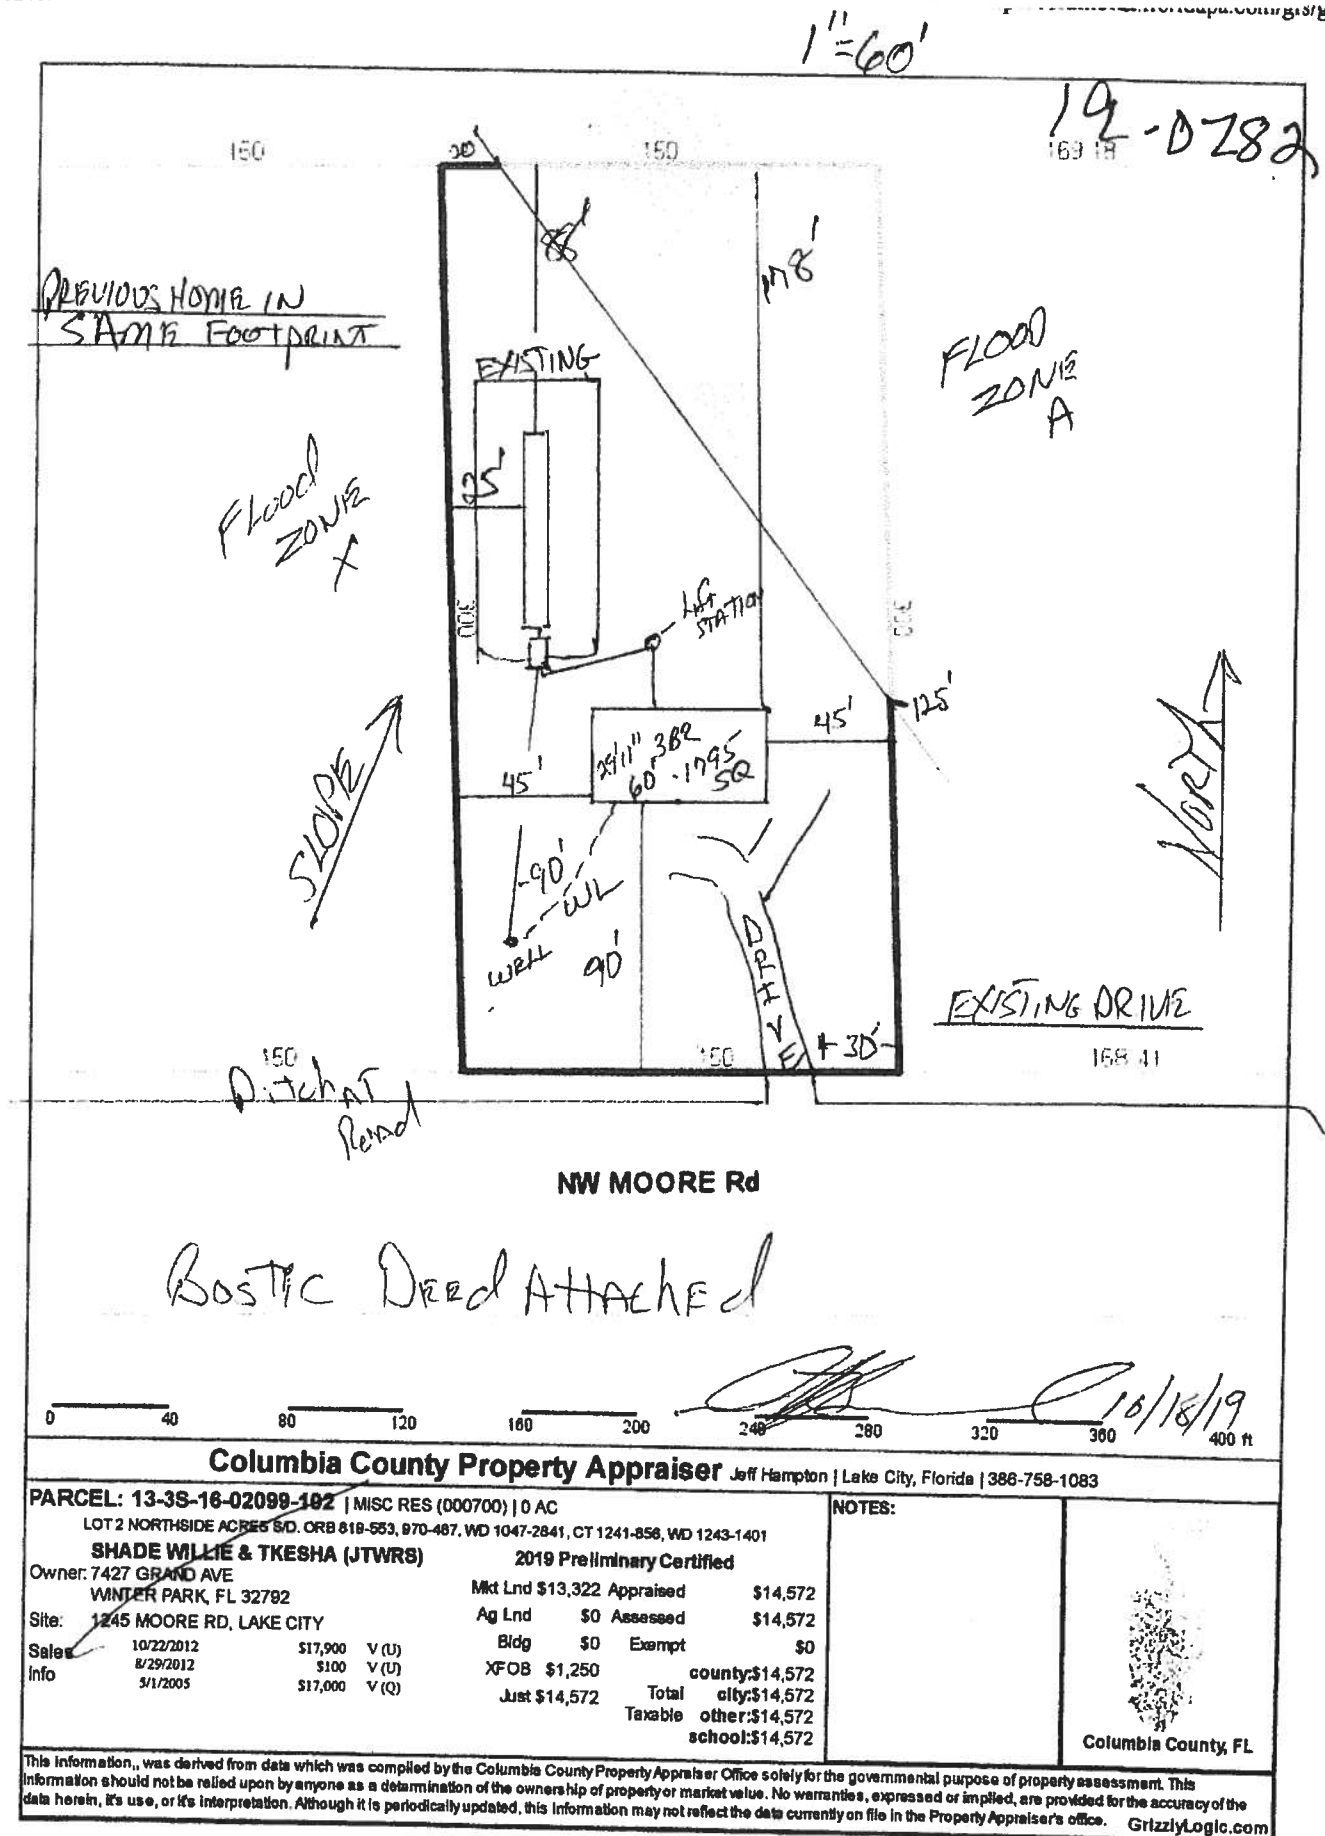 1"=60'
19-0782
150
150
169 18
20'
88'
178'
PREVIOUS HOME IN
SAME FOOTPRINT
EXISTING
FLOOD
ZONE
A
Flood
ZONE
X
25'
300
300
Lift
STATION
125'
45'
29'11" 3BR
60' 1795
SQ
45'
SLOPE
NORTH
90'
WL
WELL
90'
DRIVE
EXISTING DRIVE
30'
150
150
168 41
Ditch AT
Road
NW MOORE Rd
BOSTIC DEED ATTACHED
10/18/19
0 40 80 120 160 200 240 280 320 360 400 ft
Columbia County Property Appraiser Jeff Hampton | Lake City, Florida | 386-758-1083
PARCEL: 13-3S-16-02099-102 | MISC RES (000700) | 0 AC
NOTES:
LOT 2 NORTHSIDE ACRES S/D. ORB 819-553, 970-487, WD 1047-2841, CT 1241-856, WD 1243-1401
SHADE WILLIE & TKESHA (JTWRS)
Owner: 7427 GRAND AVE
WINTER PARK, FL 32792
Site: 1245 MOORE RD, LAKE CITY
Sales
Info
10/22/2012 $17,900 V (U)
8/29/2012 $100 V (U)
5/1/2005 $17,000 V (Q)
2019 Preliminary Certified
Mkt Lnd $13,322 Appraised $14,572
Ag Lnd $0 Assessed $14,572
Bldg $0 Exempt $0
XFOB $1,250 county:$14,572
Just $14,572 Total city:$14,572
Taxable other:$14,572
school:$14,572
Columbia County, FL
This information,, was derived from data which was compiled by the Columbia County Property Appraiser Office solely for the governmental purpose of property assessment. This
information should not be relied upon by anyone as a determination of the ownership of property or market value. No warranties, expressed or implied, are provided for the accuracy of the
data herein, it's use, or it's interpretation. Although it is periodically updated, this information may not reflect the data currently on file in the Property Appraiser's office.
GrizzlyLogic.com